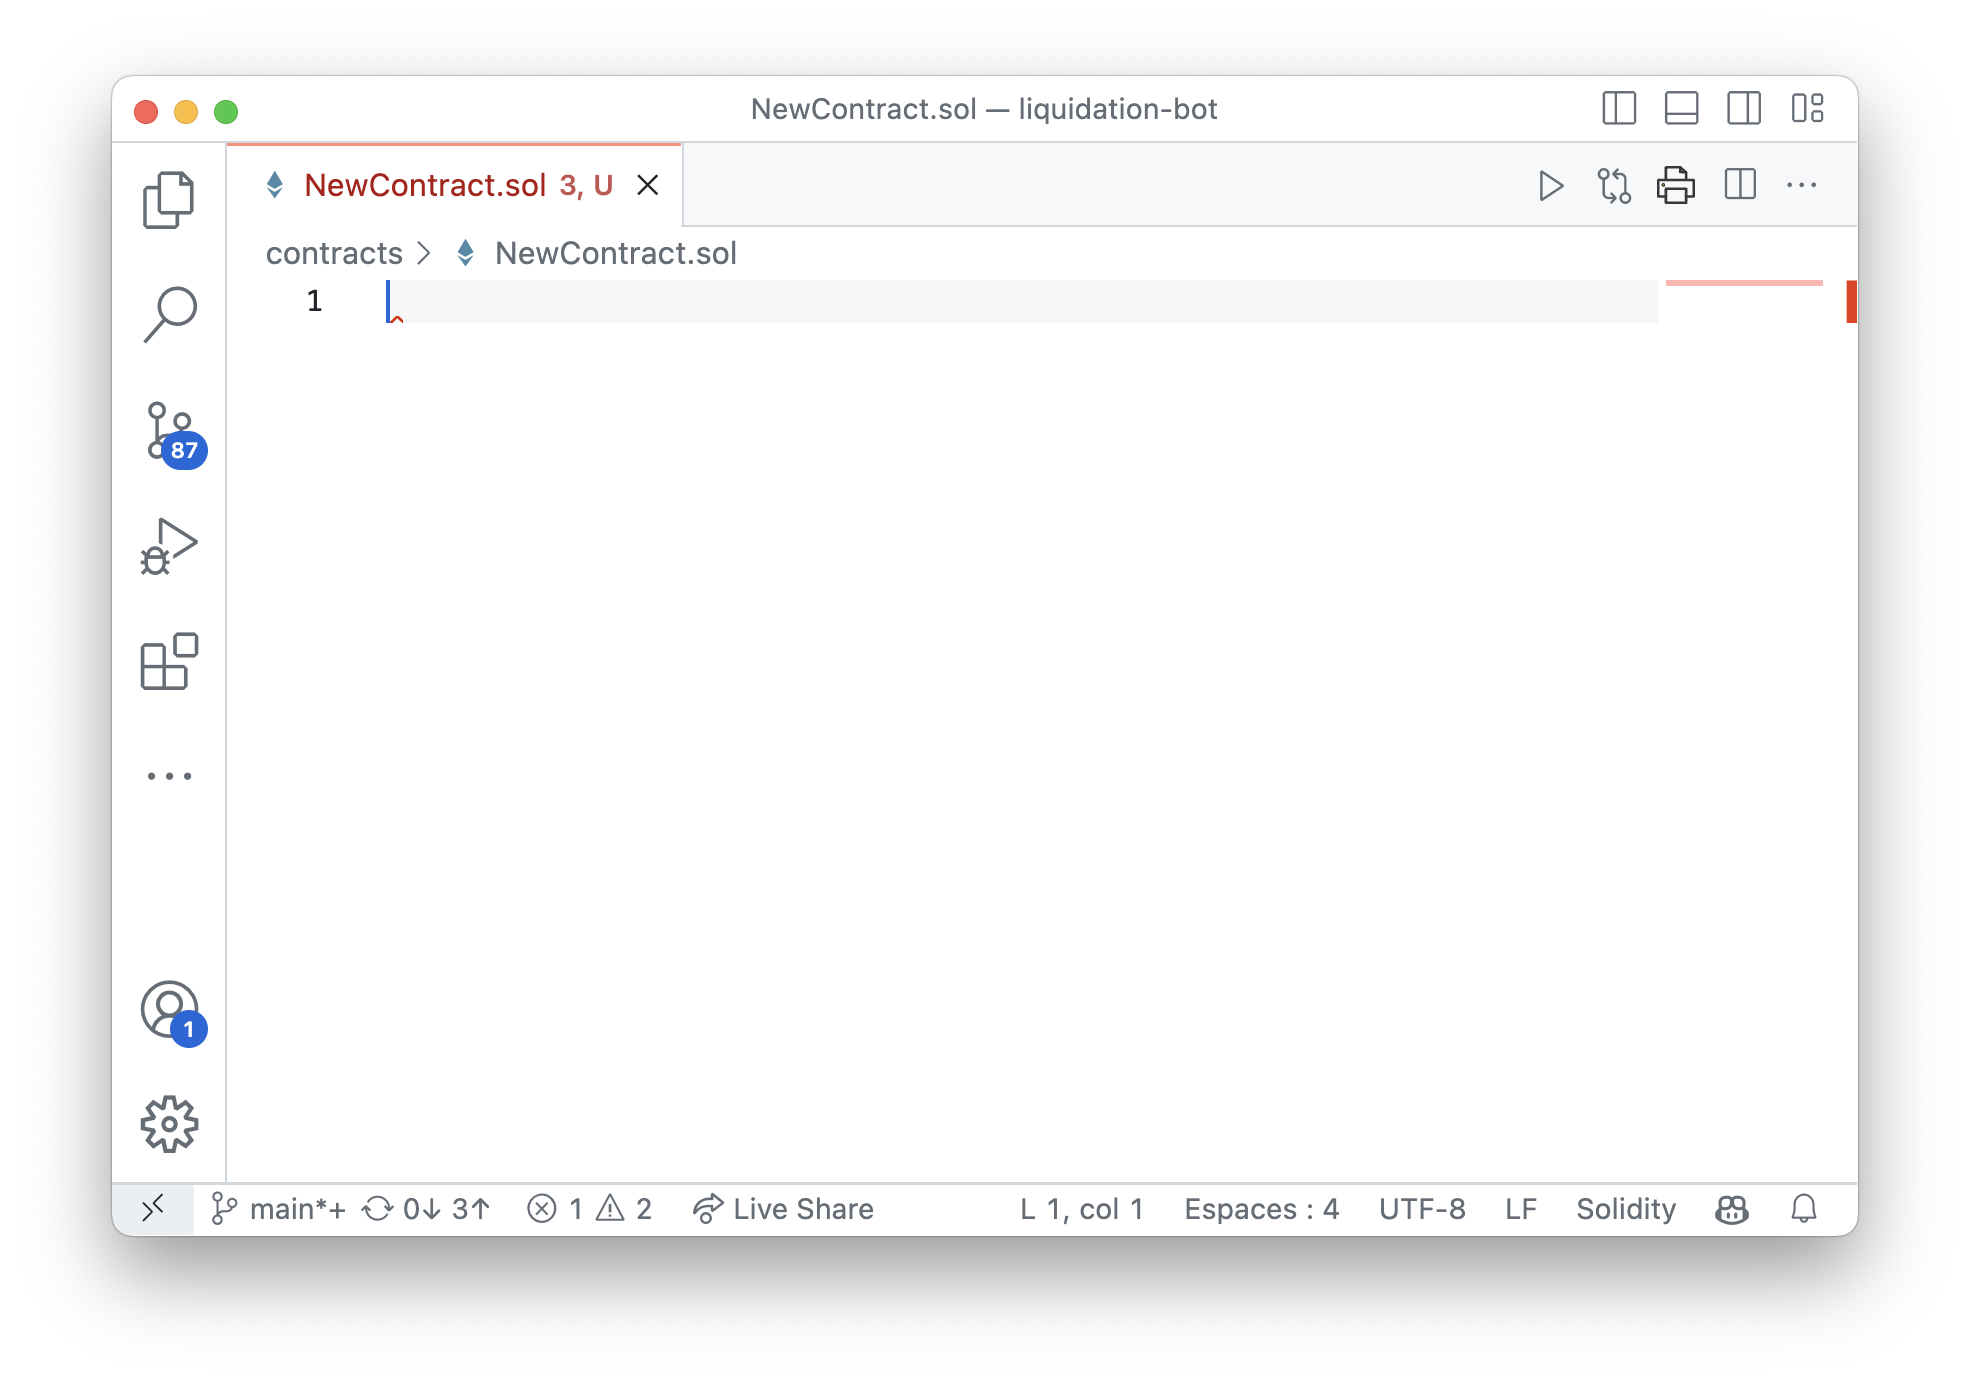 NewContract.sol — liquidation-bot
NewContract.sol 3, U
contracts > NewContract.sol
1
87
1
main*+ 0↓ 3↑ 1 2 Live Share L 1, col 1 Espaces : 4 UTF-8 LF Solidity